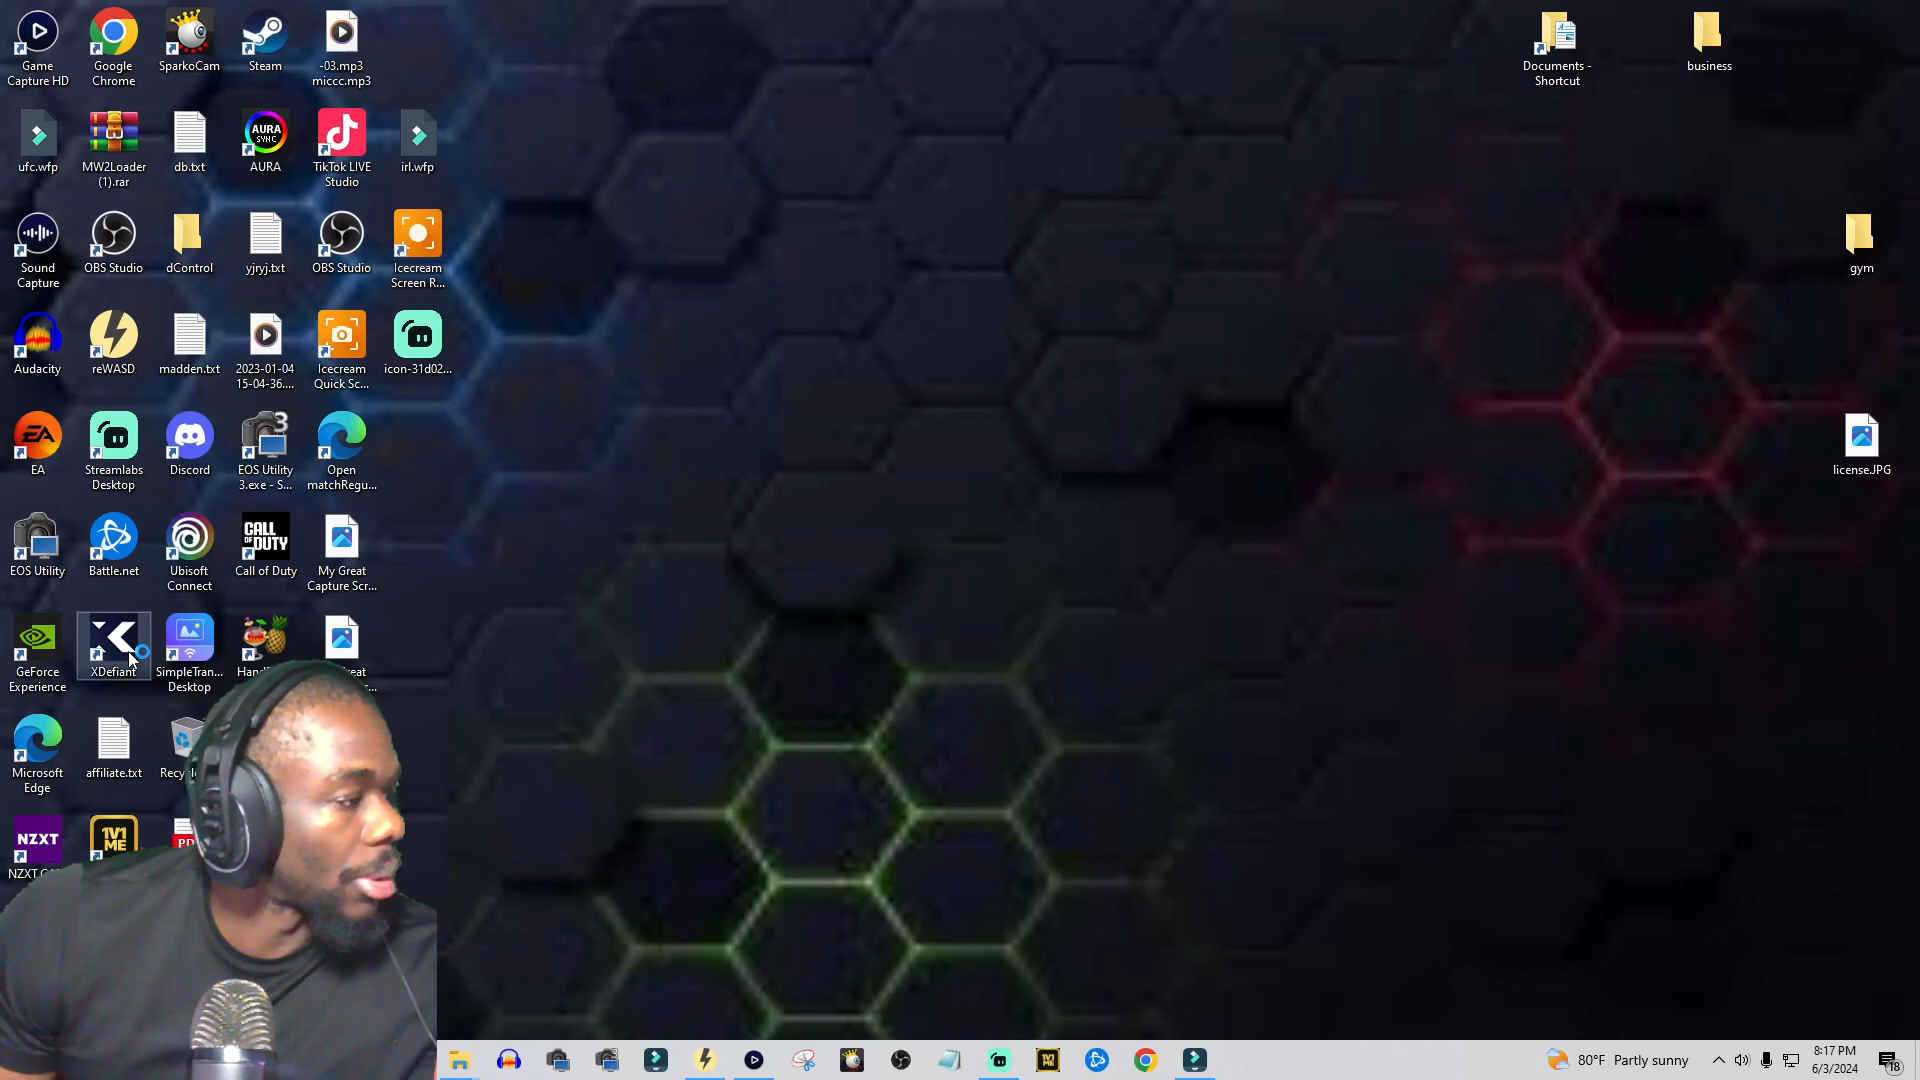 Game
Capture HD
Google
Chrome
SparkoCam
Steam
-03.mp3
miccc.mp3
Documents -
Shortcut
business
ufc.wfp
MW2Loader
(1).rar
db.txt
AURA
SYNC
AURA
TikTok LIVE
Studio
irl.wfp
Sound
Capture
OBS Studio
dControl
yjryj.txt
OBS Studio
Icecream
Screen R...
gym
Audacity
reWASD
madden.txt
2023-01-04
15-04-36....
Icecream
Quick Sc...
icon-31d02...
EA
EA
Streamlabs
Desktop
Discord
3
EOS Utility
3.exe - S...
Open
matchRegu...
license.JPG
EOS Utility
Battle.net
Ubisoft
Connect
CALL
OF DUTY
Call of Duty
My Great
Capture Scr...
GeForce
Experience
XDefiant
SimpleTran...
Desktop
Microsoft
Edge
affiliate.txt
NZXT
1V1
ME
1V1
ME
80°F Partly sunny
8:17 PM
6/3/2024
18